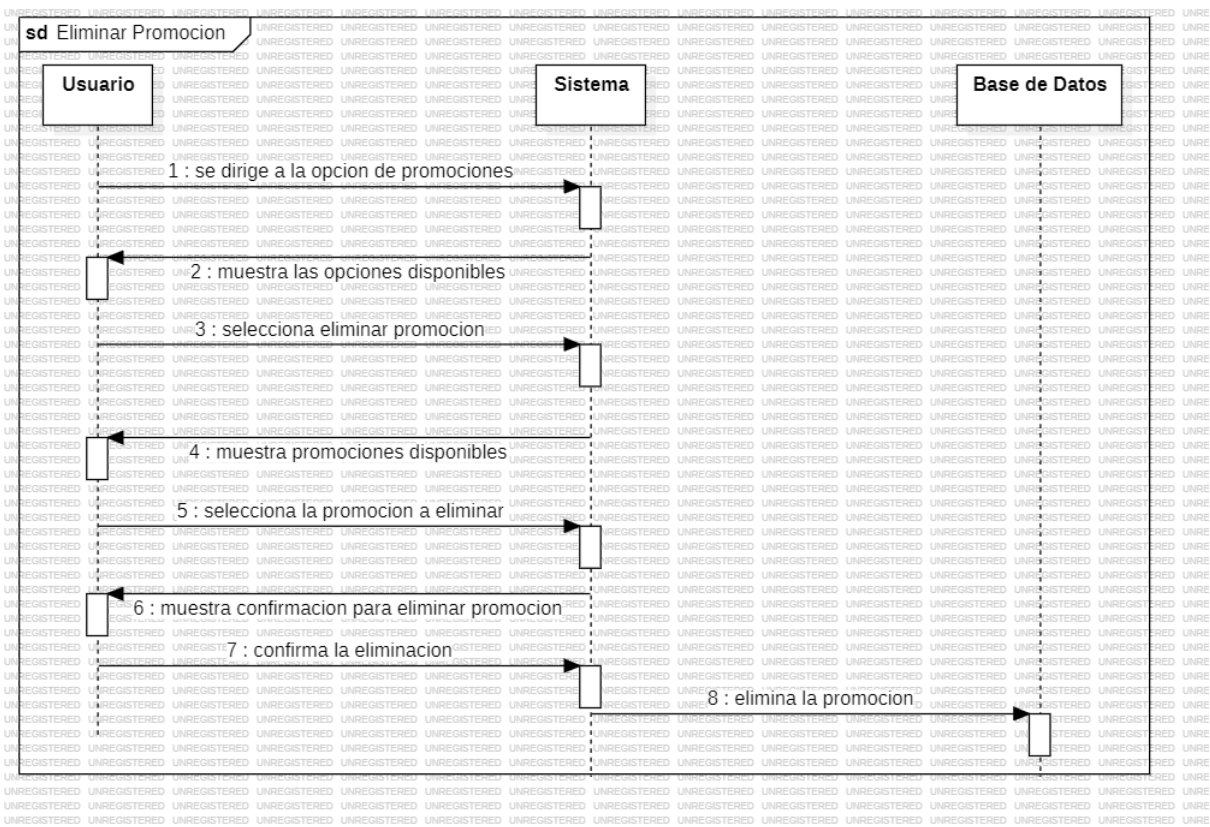 sd Eliminar Promocion
Usuario
Sistema
Base de Datos
1 : se dirige a la opcion de promociones
2 : muestra las opciones disponibles
3 : selecciona eliminar promocion
4 : muestra promociones disponibles
5 : selecciona la promocion a eliminar
6 : muestra confirmacion para eliminar promocion
7 : confirma la eliminacion
8 : elimina la promocion
UNREGISTERED